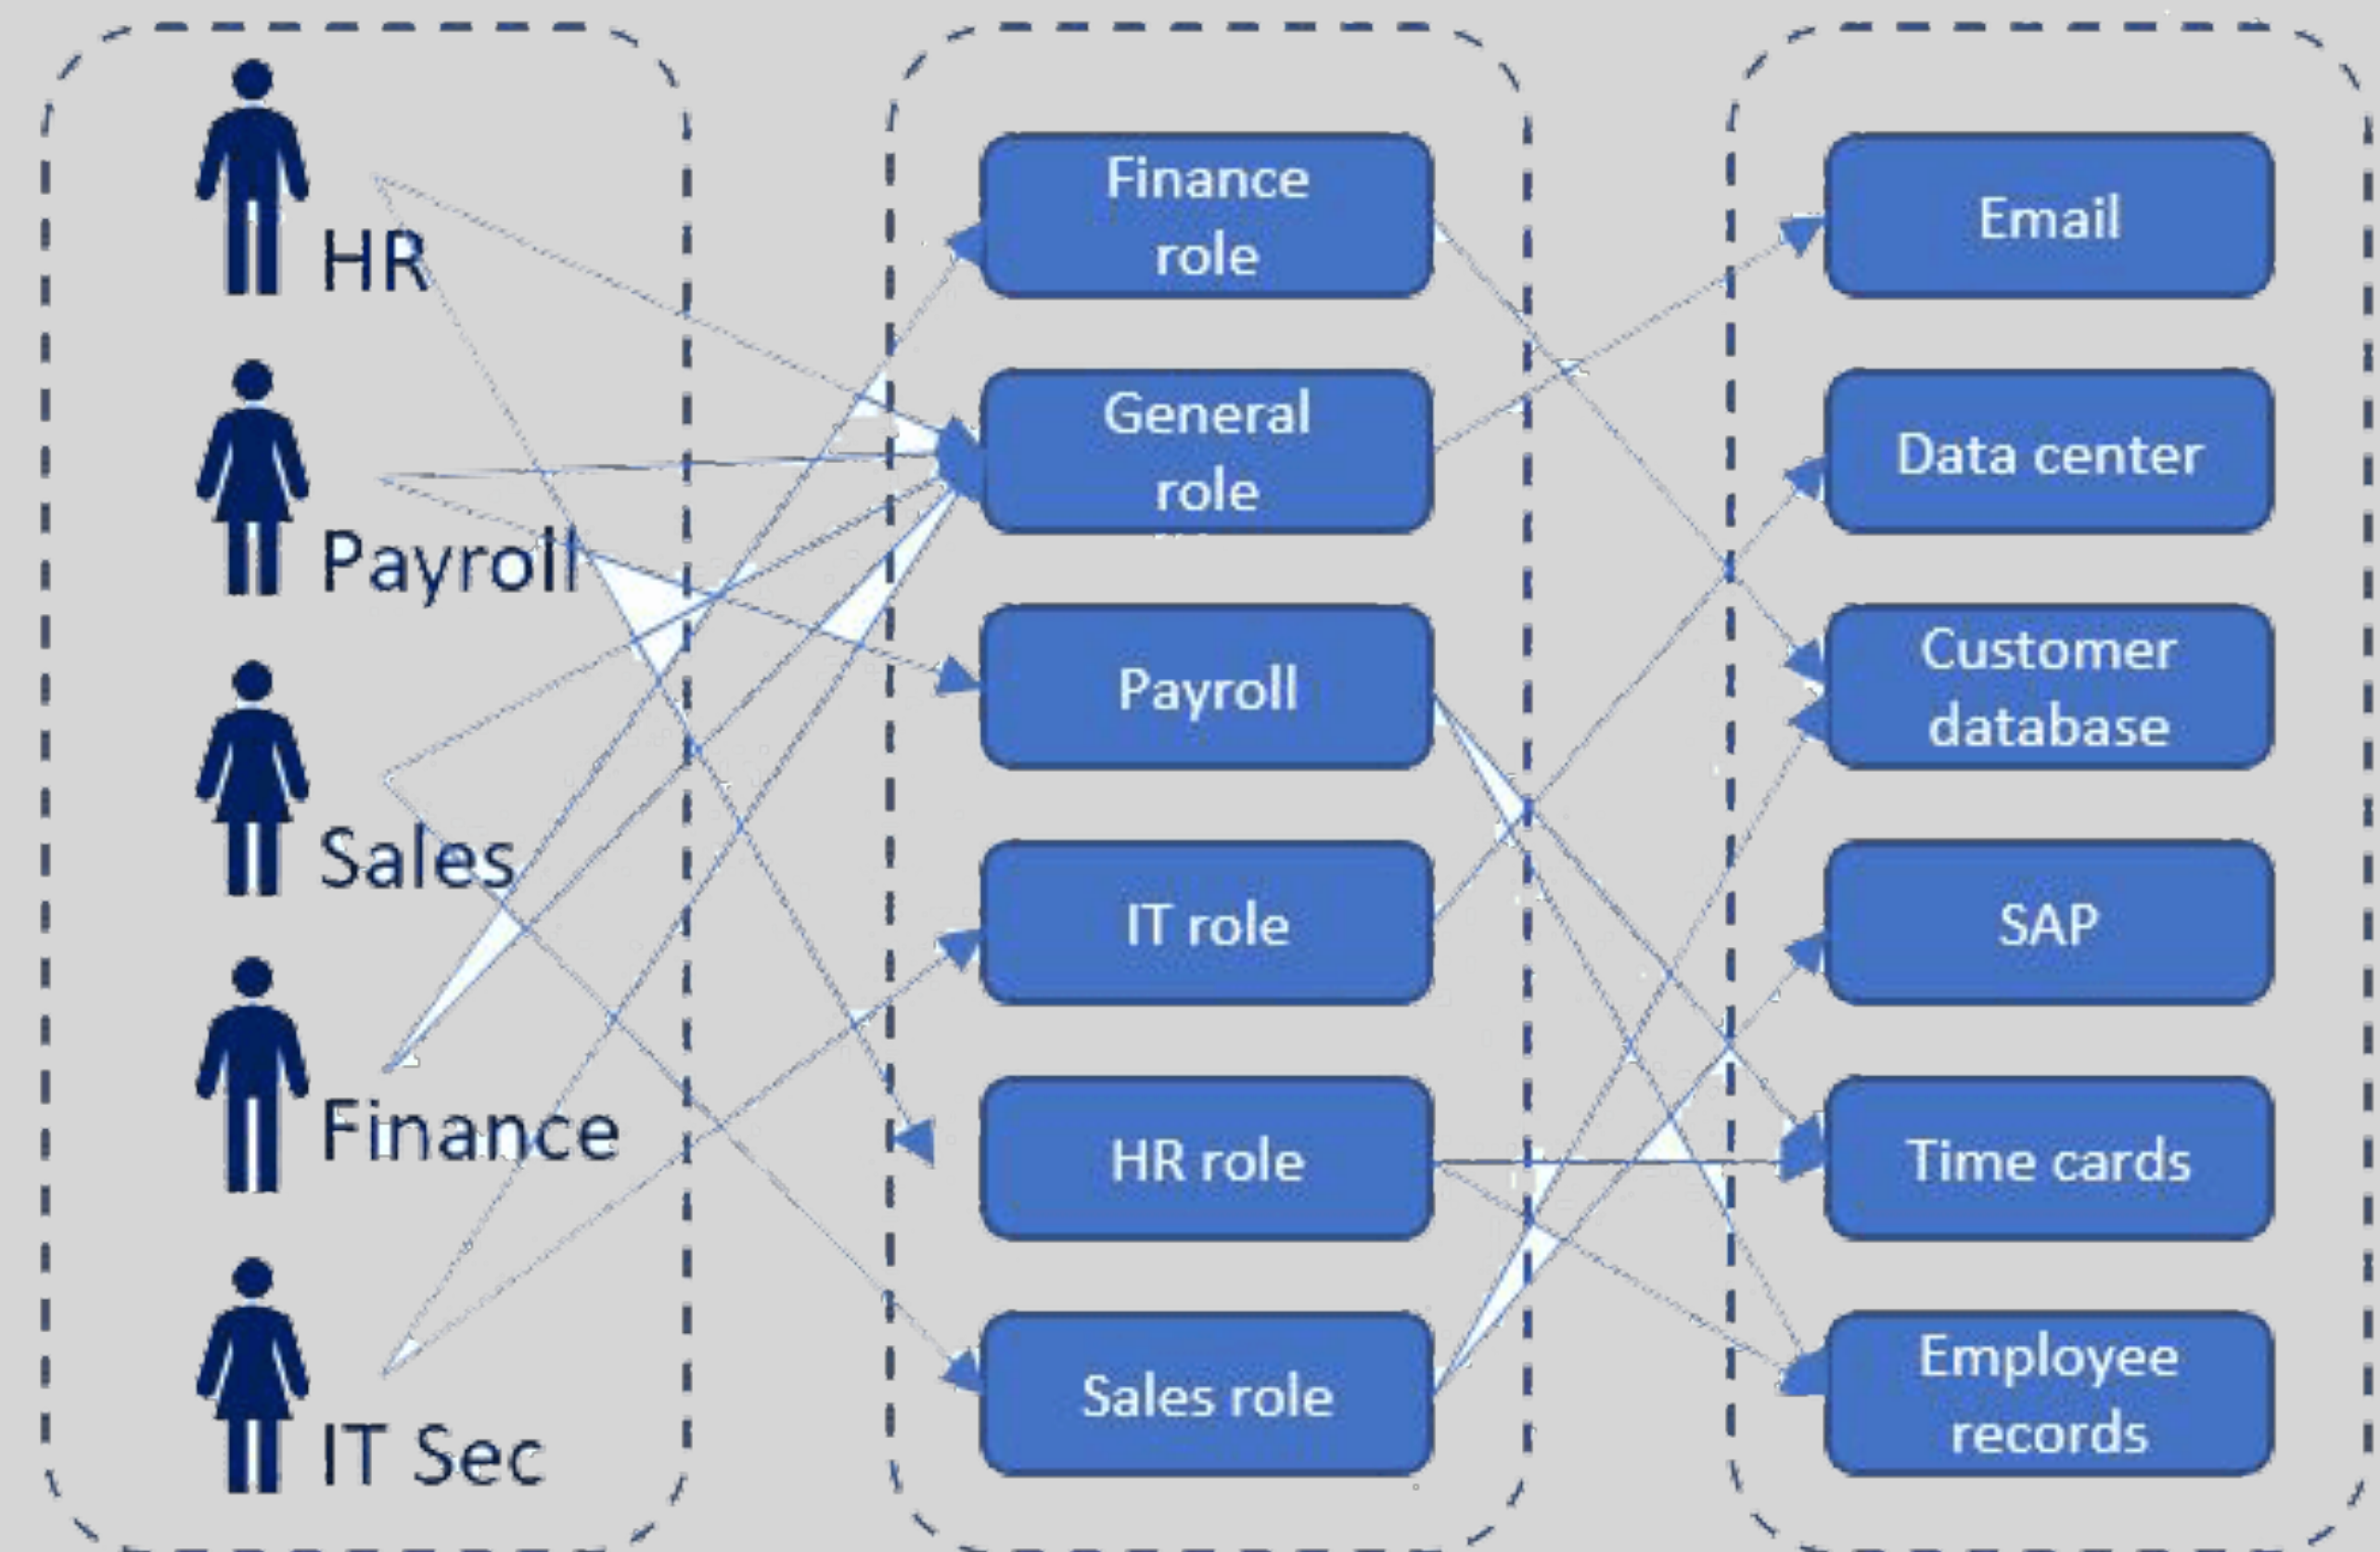 HR
Payroll
Sales
Finance
IT Sec
Finance
role
General
role
Payroll
IT role
HR role
Sales role
Email
Data center
Customer
database
SAP
Time cards
Employee
records